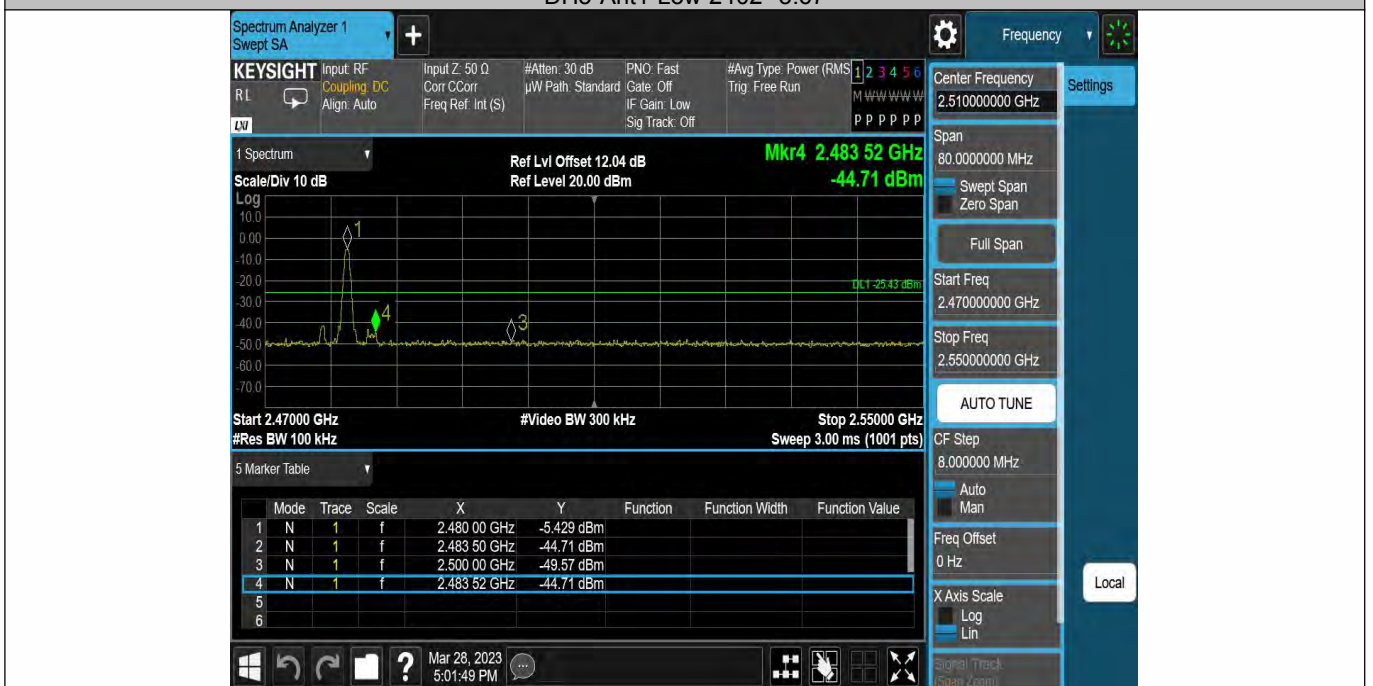 Spectrum Analyzer 1
Swept SA
Frequency
KEYSIGHT
RL
LXI
Input: RF
Coupling: DC
Align: Auto
Input Z: 50 Ω
Corr CCorr
Freq Ref: Int (S)
#Atten: 30 dB
µW Path: Standard
PNO: Fast
Gate: Off
IF Gain: Low
Sig Track: Off
#Avg Type: Power (RMS
Trig: Free Run
1 2 3 4 5 6
M W W W W W
P P P P P P
1 Spectrum
Scale/Div 10 dB
Ref Lvl Offset 12.04 dB
Ref Level 20.00 dBm
Mkr4 2.483 52 GHz
-44.71 dBm
Log
10.0
0.00
-10.0
-20.0
-30.0
-40.0
-50.0
-60.0
-70.0
1
4
3
DL1 -25.43 dBm
Start 2.47000 GHz
#Video BW 300 kHz
Stop 2.55000 GHz
#Res BW 100 kHz
Sweep 3.00 ms (1001 pts)
5 Marker Table
Mode Trace Scale X Y Function Function Width Function Value
1 N 1 f 2.480 00 GHz -5.429 dBm
2 N 1 f 2.483 50 GHz -44.71 dBm
3 N 1 f 2.500 00 GHz -49.57 dBm
4 N 1 f 2.483 52 GHz -44.71 dBm
5
6
Mar 28, 2023
5:01:49 PM
Center Frequency
2.510000000 GHz
Settings
Span
80.0000000 MHz
Swept Span
Zero Span
Full Span
Start Freq
2.470000000 GHz
Stop Freq
2.550000000 GHz
AUTO TUNE
CF Step
8.000000 MHz
Auto
Man
Freq Offset
0 Hz
Local
X Axis Scale
Log
Lin
Signal Track
(Span Zoom)